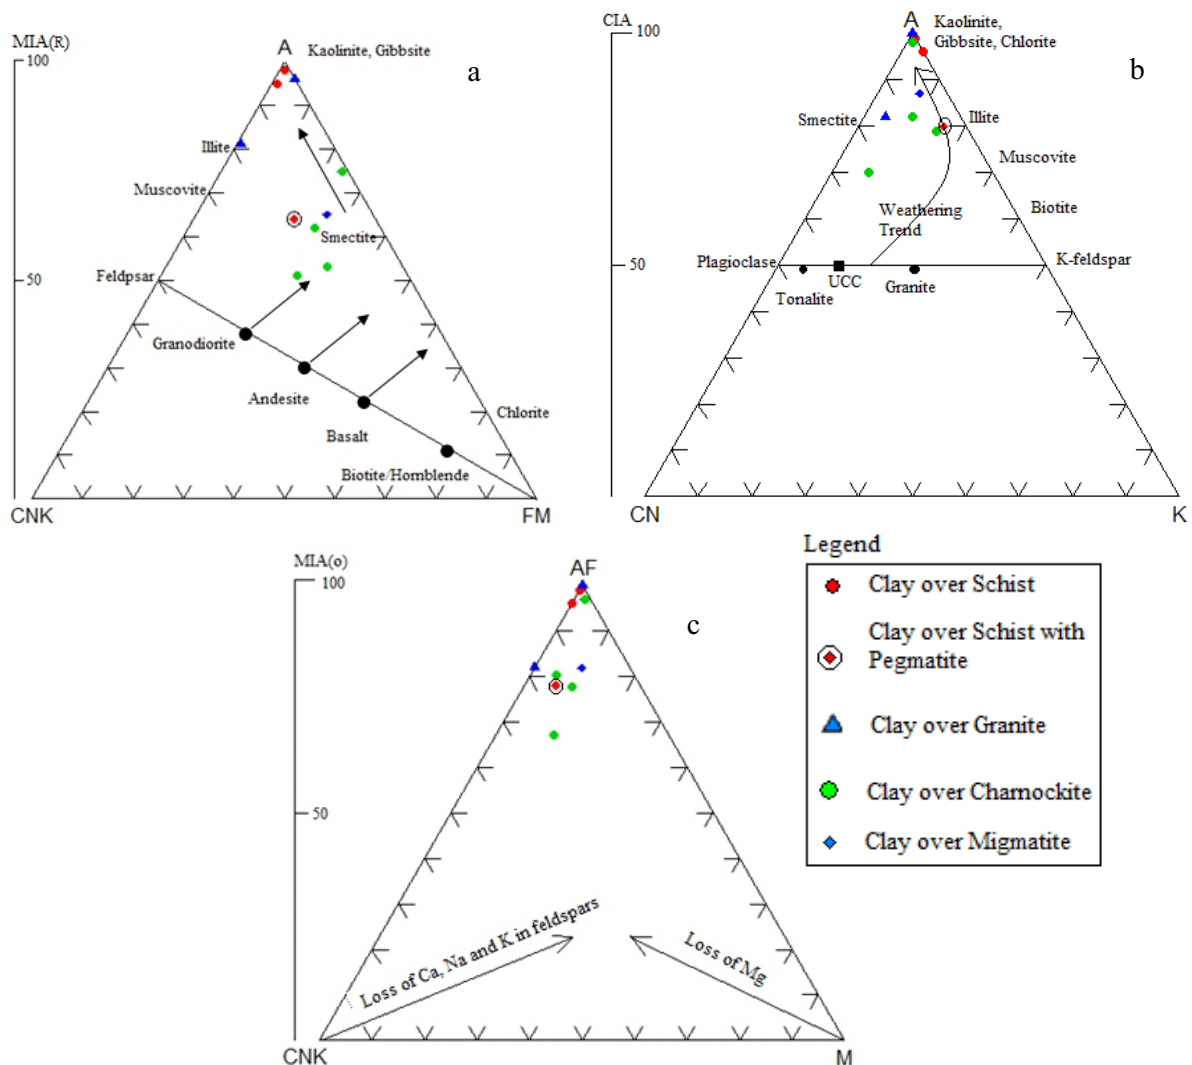 MIA(R)
100
A
Kaolinite, Gibbsite
a
Illite
Muscovite
Smectite
Feldpsar
50
Granodiorite
Andesite
Basalt
Chlorite
Biotite/Hornblende
CNK
FM
CIA
100
A
Kaolinite,
Gibbsite, Chlorite
b
Smectite
Illite
Muscovite
Weathering
Trend
Biotite
50
Plagioclase
K-feldspar
UCC
Tonalite
Granite
CN
K
MIA(o)
100
AF
c
50
Loss of Ca, Na and K in feldspars
Loss of Mg
CNK
M
Legend
Clay over Schist
Clay over Schist with
Pegmatite
Clay over Granite
Clay over Charnockite
Clay over Migmatite